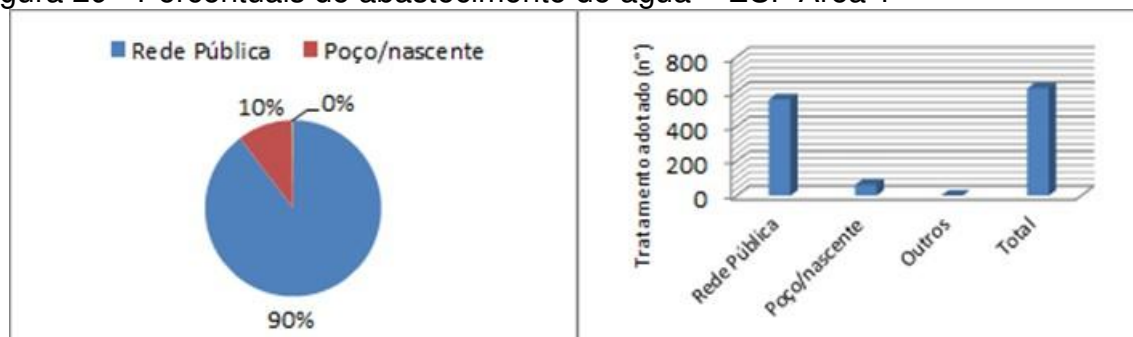 Rede Pública Poço/nascente
10% 0%
90%
Tratamento adotado (nº)
800
600
400
200
0
Rede Pública
Poço/nascente
Outros
Total